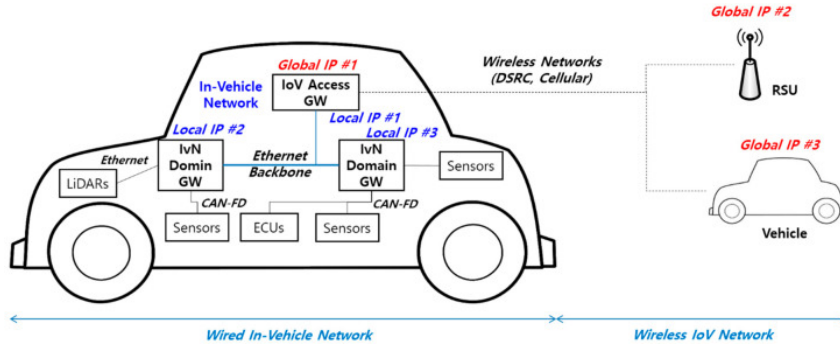 Global IP #2
Global IP #1
Wireless Networks
(DSRC, Cellular)
In-Vehicle
Network
IoV Access
GW
RSU
Local IP #1
Local IP #2
Local IP #3
Global IP #3
IvN
Domin
GW
Ethernet
Ethernet
Backbone
IvN
Domain
GW
Sensors
LiDARs
CAN-FD
CAN-FD
Sensors
ECUs
Sensors
Vehicle
Wired In-Vehicle Network
Wireless IoV Network